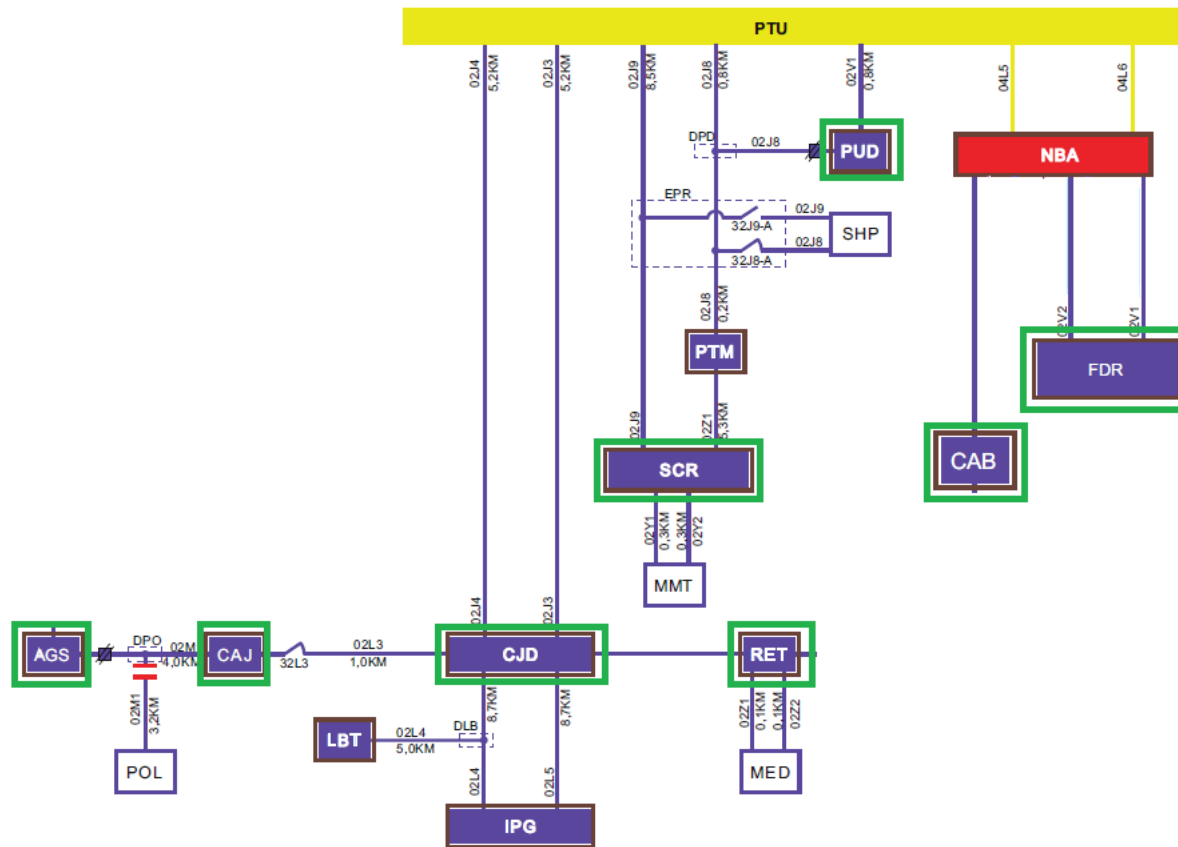 PTU
02J4
5,2KM
02J3
5,2KM
02J9
8,5KM
02J8
0,8KM
02V1
0,8KM
04L5
04L6
DPD
02J8
PUD
NBA
EPR
02J9
32J9-A
SHP
02J8
32J8-A
02J8
0,2KM
02V2
02V1
PTM
FDR
02J9
02Z1
5,3KM
SCR
CAB
02Y1
0,3KM
0,3KM
02Y2
MMT
02J4
02J3
AGS
DPO
02M
4,0KM
CAJ
32L3
02L3
1,0KM
CJD
RET
02M1
3,2KM
8,7KM
8,7KM
02Z1
0,1KM
0,1KM
02Z2
LBT
02L4
5,0KM
DLB
POL
MED
02L4
02L5
IPG